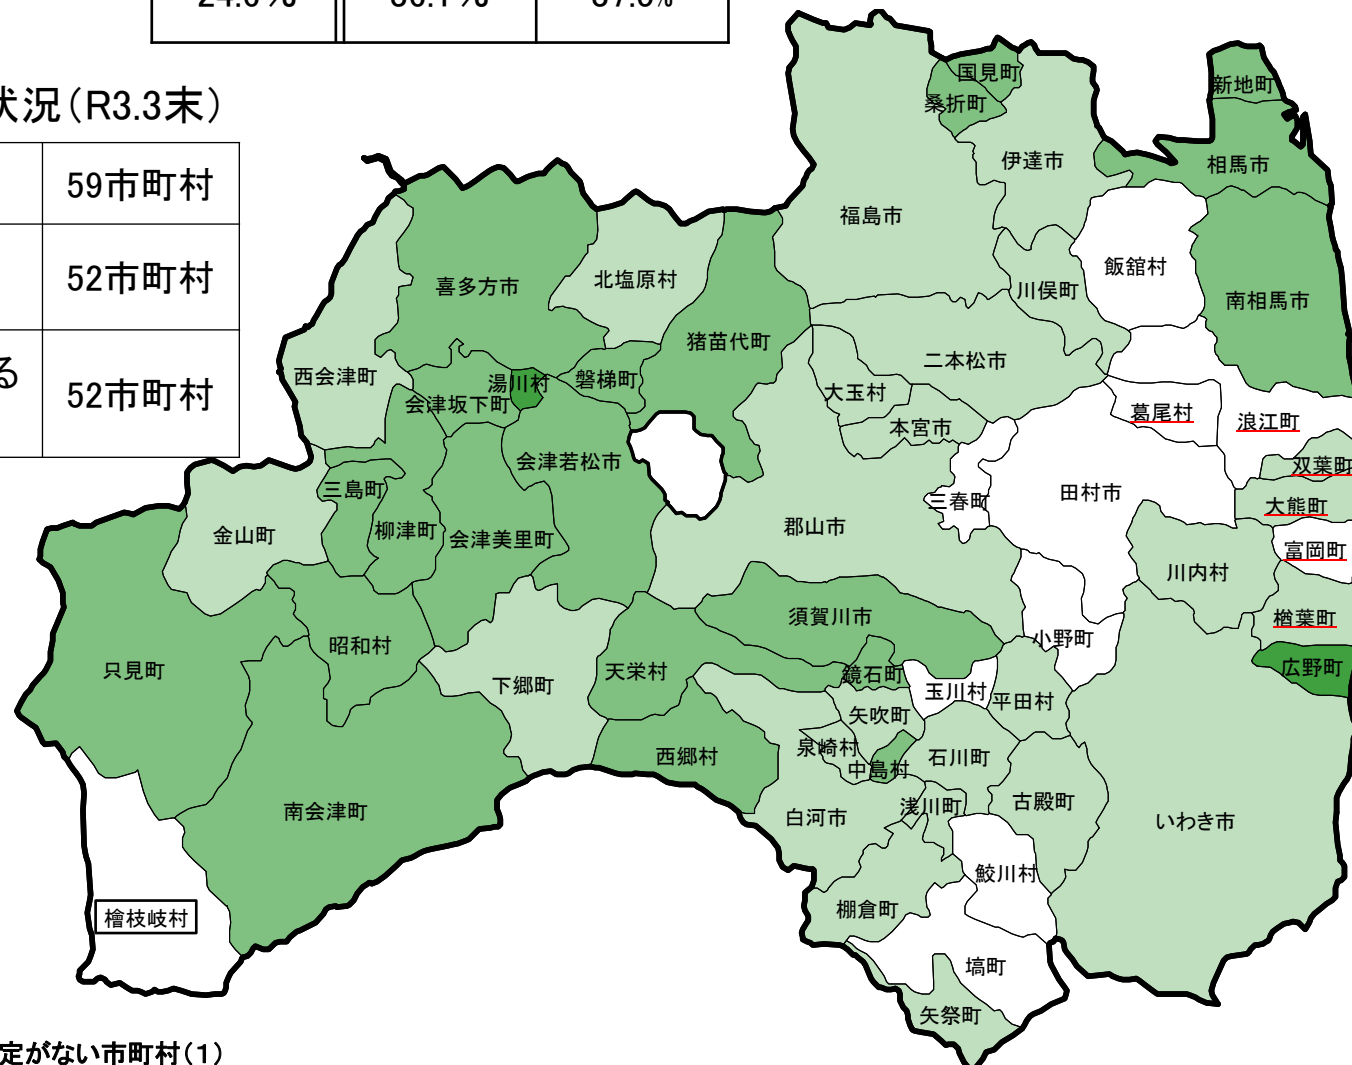 状況（R3.3末）
59市町村
52市町村
る
52市町村
国見町
桑折町
新地町
伊達市
相馬市
福島市
飯舘村
北塩原村
喜多方市
川俣町
南相馬市
猪苗代町
二本松市
西会津町
湯川村
磐梯町
大玉村
会津坂下町
葛尾村
浪江町
本宮市
会津若松市
双葉町
三島町
田村市
三春町
大熊町
金山町
柳津町
会津美里町
郡山市
富岡町
川内村
須賀川市
楢葉町
昭和村
小野町
只見町
天栄村
鏡石町
広野町
下郷町
玉川村
平田村
矢吹町
泉崎村
西郷村
中島村
石川町
浅川町
古殿町
南会津町
白河市
いわき市
鮫川村
棚倉町
檜枝岐村
塙町
矢祭町
定がない市町村（1）